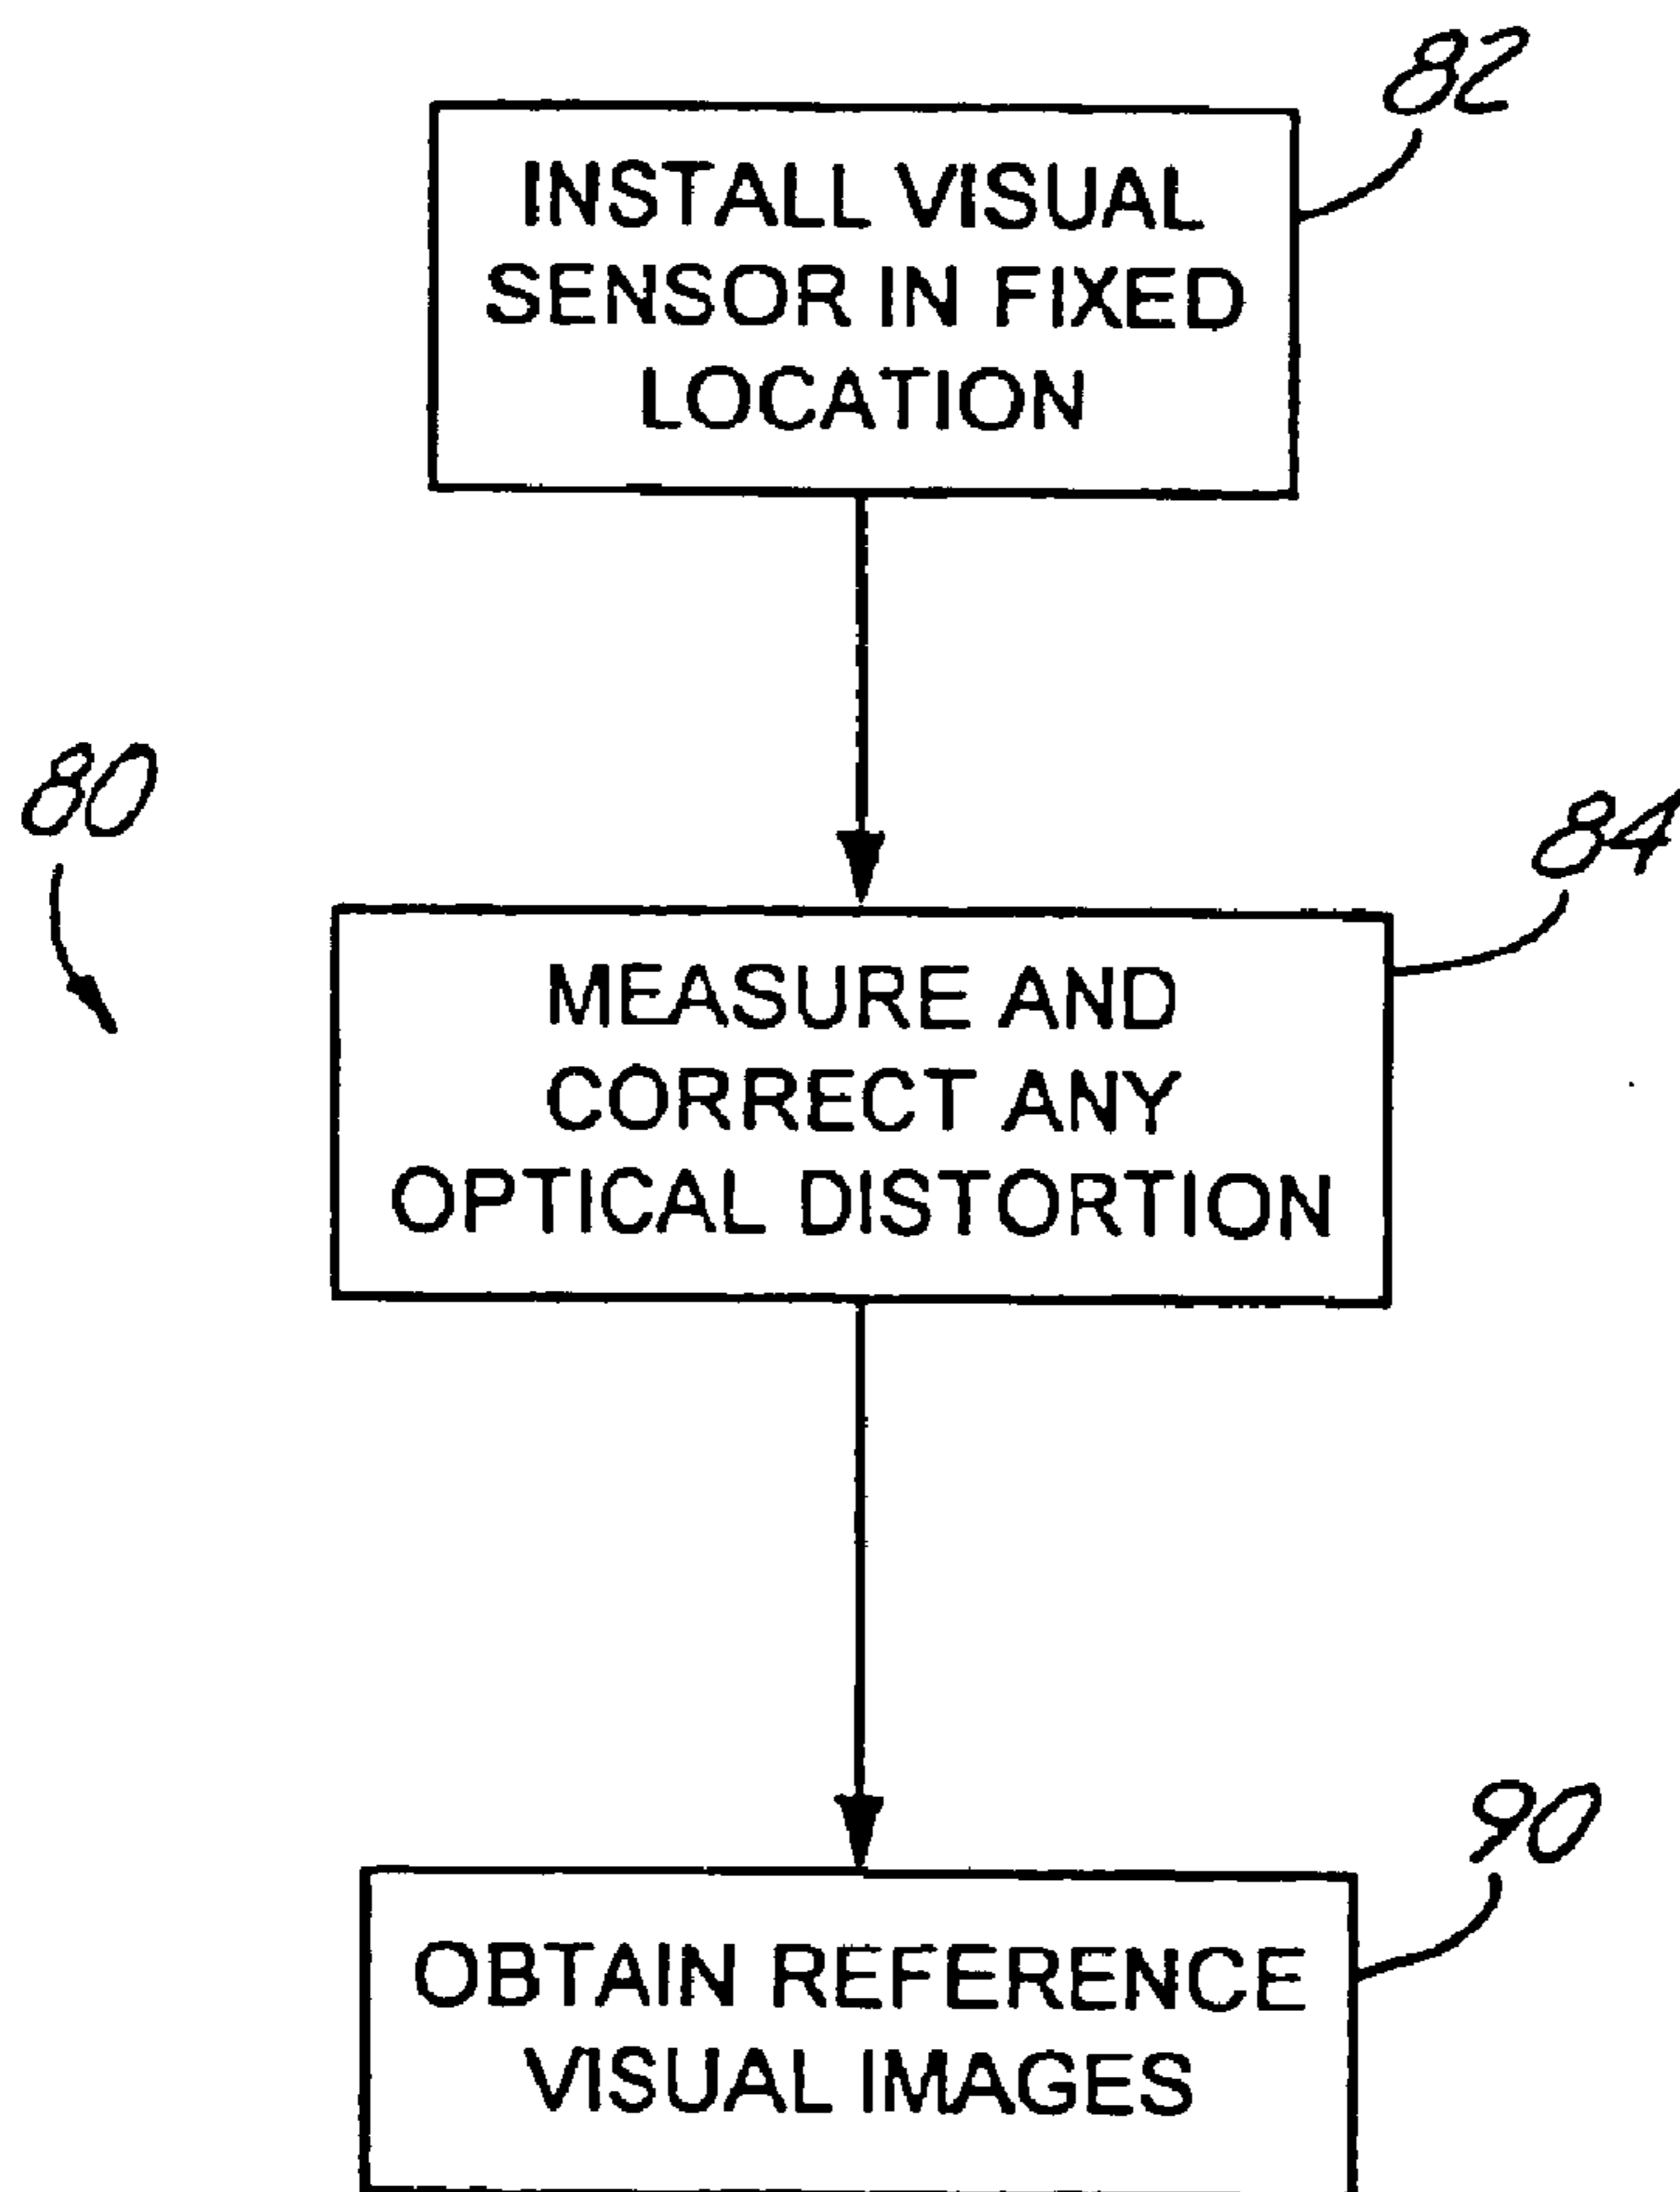 82
INSTALL VISUAL
SENSOR IN FIXED
LOCATION
80
84
MEASURE AND
CORRECT ANY
OPTICAL DISTORTION
90
OBTAIN REFERENCE
VISUAL IMAGES